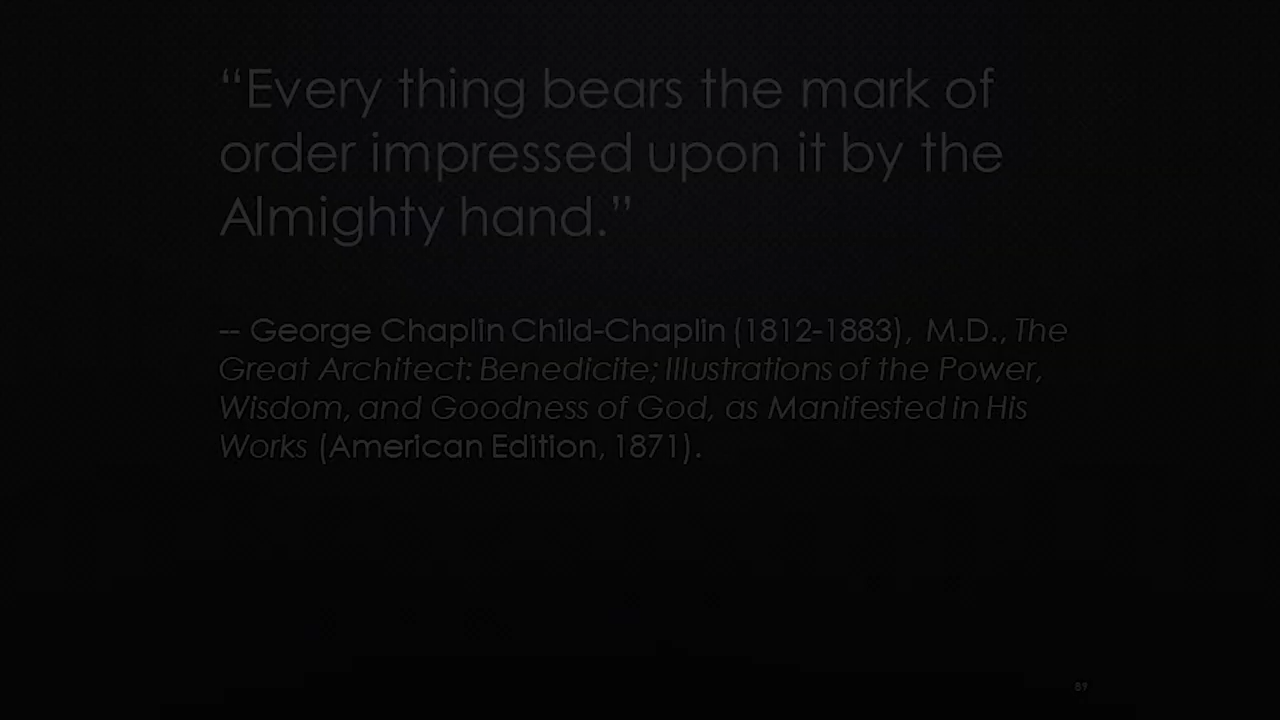 “Every thing bears the mark of
order impressed upon it by the
Almighty hand.”
-- George Chaplin Child-Chaplin (1812-1883), M.D., The
Great Architect: Benedicite; Illustrations of the Power,
Wisdom, and Goodness of God, as Manifested in His
Works (American Edition, 1871).
89